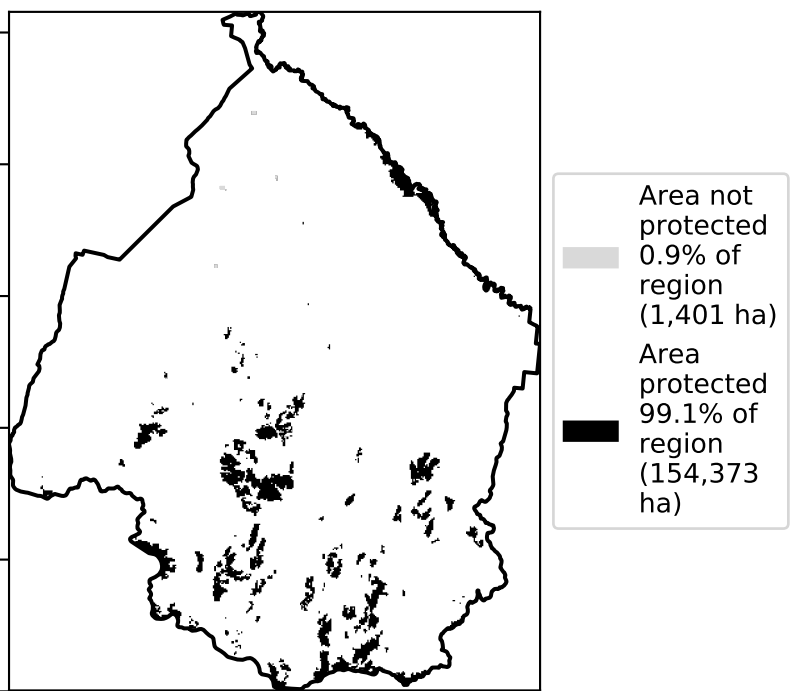 Area not
protected
0.9% of
region
(1,401 ha)
Area
protected
99.1% of
region
(154,373
ha)